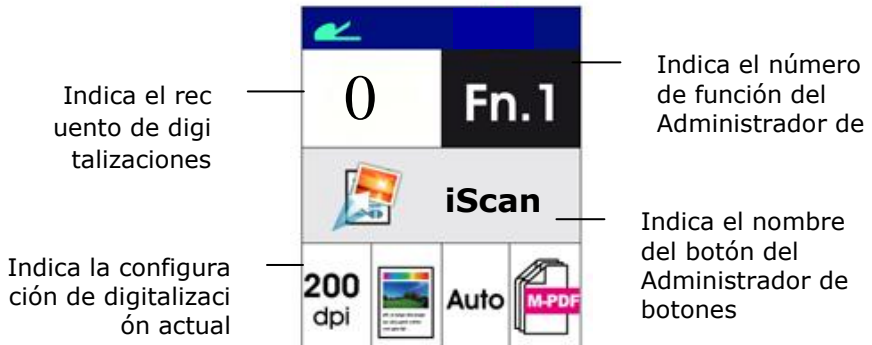 Indica el rec
uento de digi
talizaciones
0
Fn.1
Indica el número
de función del
Administrador de
iScan
Indica el nombre
del botón del
Administrador de
botones
Indica la configura
ción de digitalizaci
ón actual
200
dpi
Auto
M-PDF